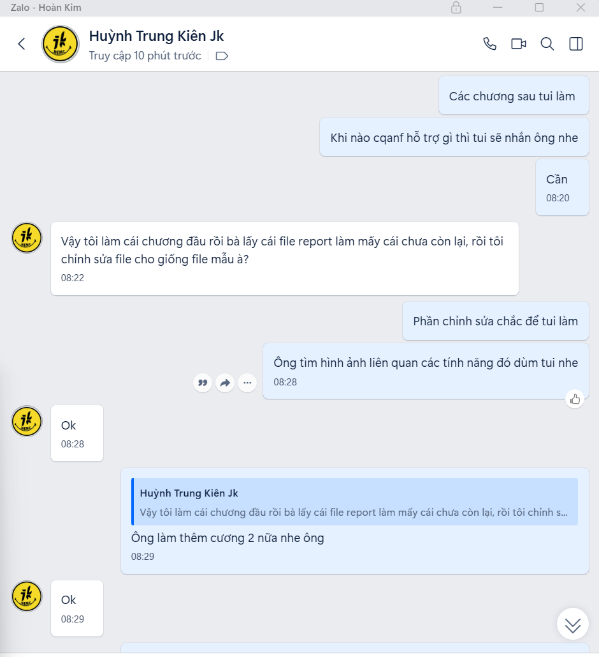 Zalo - Hoàn Kim
Huỳnh Trung Kiên Jk
Truy cập 10 phút trước
Các chương sau tui làm
Khi nào cqanf hỗ trợ gì thì tui sẽ nhắn ông nhe
Cần
08:20
Vậy tôi làm cái chương đầu rồi bà lấy cái file report làm mấy cái chưa còn lại, rồi tôi
chỉnh sửa file cho giống file mẫu à?
08:22
Phần chỉnh sửa chắc để tui làm
Ông tìm hình ảnh liên quan các tính năng đó dùm tui nhe
08:28
Ok
08:28
Huỳnh Trung Kiên Jk
Vậy tôi làm cái chương đầu rồi bà lấy cái file report làm mấy cái chưa còn lại, rồi tôi chỉnh s...
Ông làm thêm cương 2 nữa nhe ông
08:29
Ok
08:29